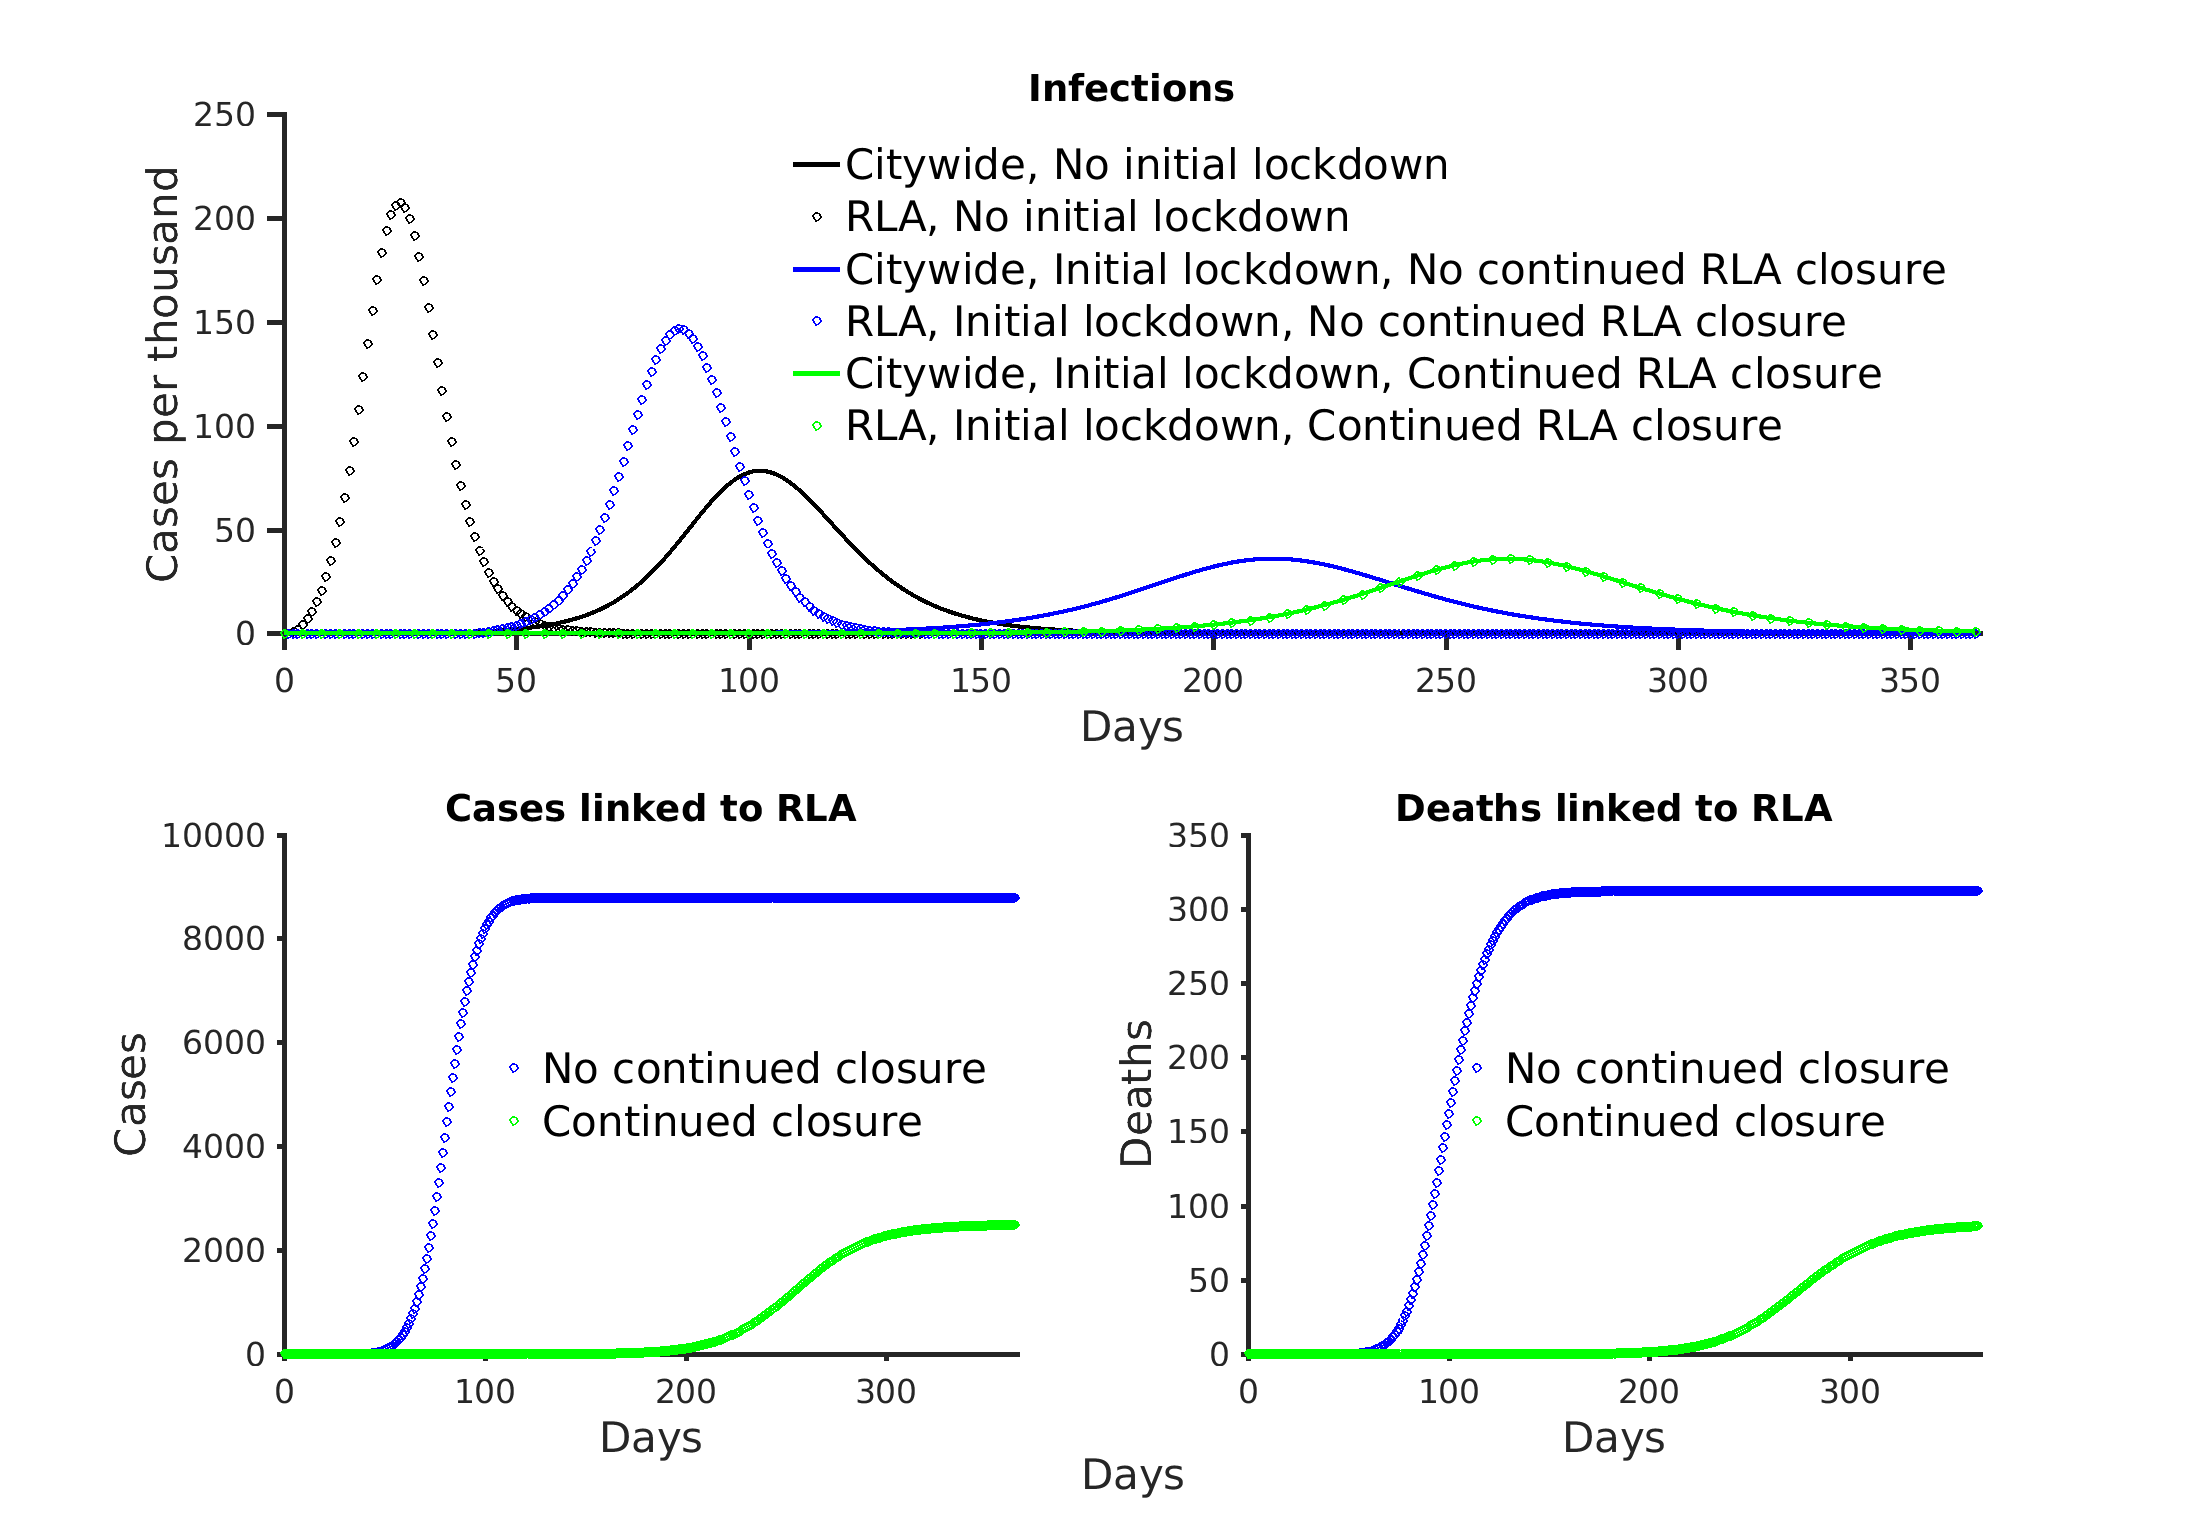 Infections
250
200
150
100
50
0
Cases per thousand
Citywide, No initial lockdown
RLA, No initial lockdown
Citywide, Initial lockdown, No continued RLA closure
RLA, Initial lockdown, No continued RLA closure
Citywide, Initial lockdown, Continued RLA closure
RLA, Initial lockdown, Continued RLA closure
0 50 100 150 200 250 300 350
Days
Cases linked to RLA
10000
8000
6000
4000
2000
0
Cases
No continued closure
Continued closure
0 100 200 300
Days
Deaths linked to RLA
350
300
250
200
150
100
50
0
Deaths
No continued closure
Continued closure
0 100 200 300
Days
Days